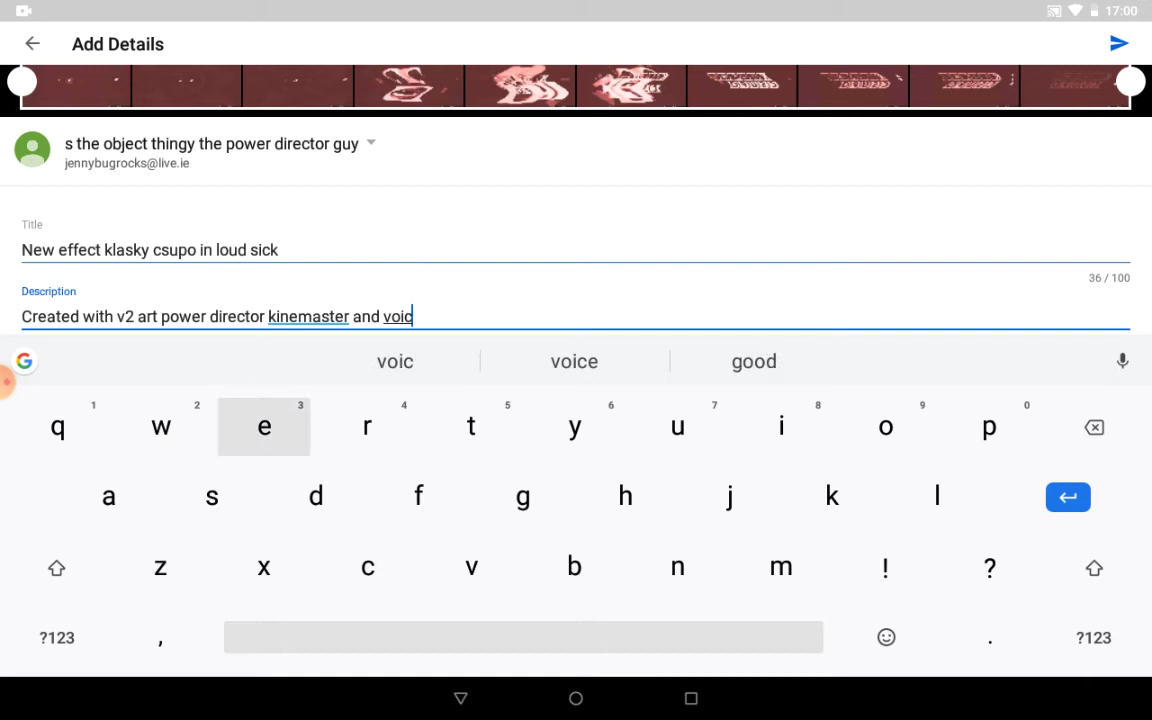 17:00
Add Details
s the object thingy the power director guy
jennybugrocks@live.ie
Title
New effect klasky csupo in loud sick
36 / 100
Description
Created with v2 art power director kinemaster and voic
voic voice good
1 2 3 4 5 6 7 8 9 0
q w e r t y u i o p
a s d f g h j k l
z x c v b n m ! ?
?123 , . ?123